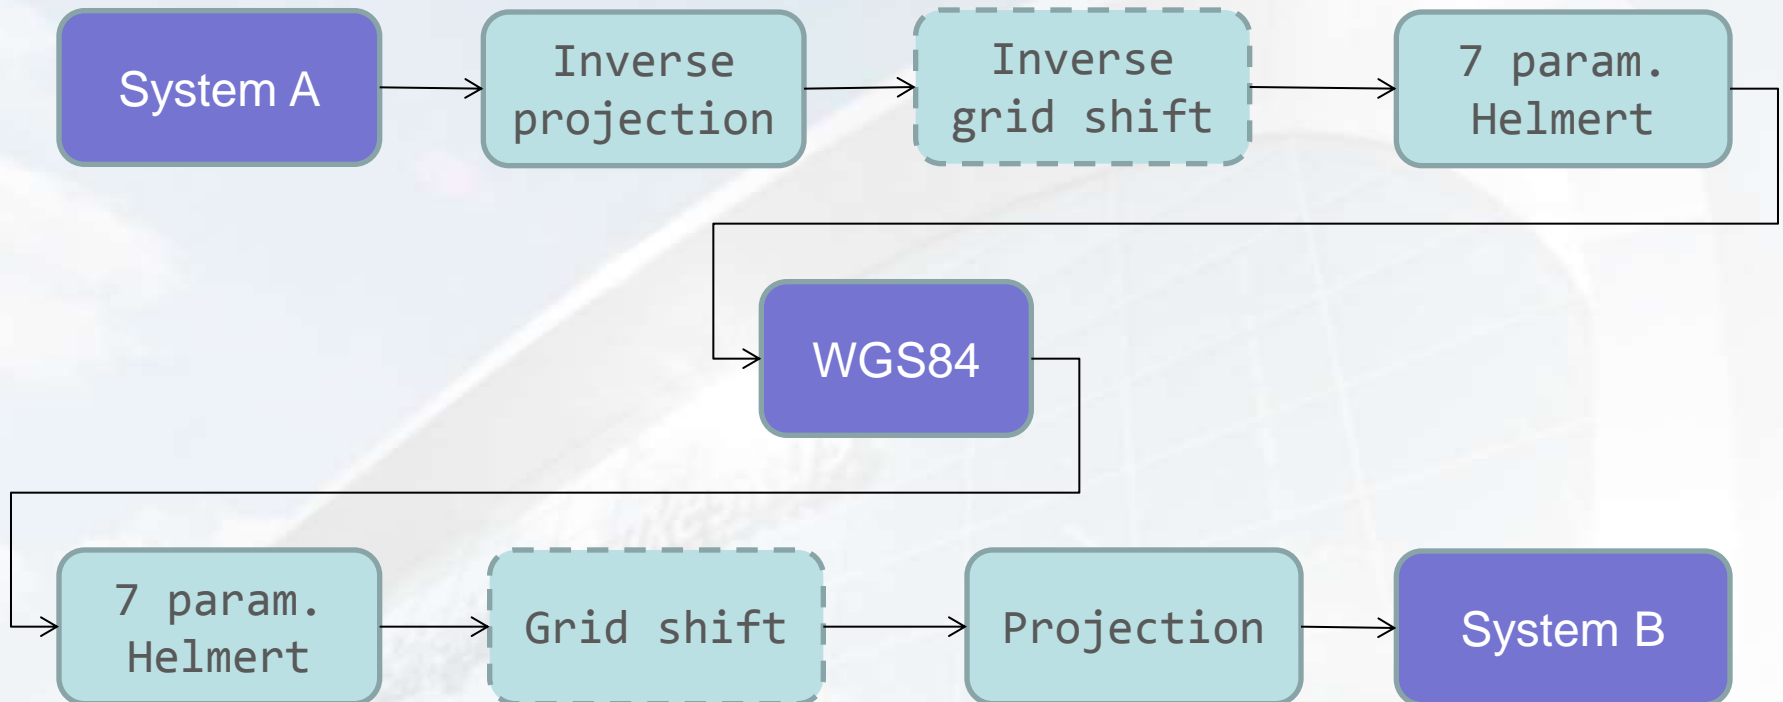 System A
Inverse
projection
Inverse
grid shift
7 param.
Helmert
WGS84
7 param.
Helmert
Grid shift
Projection
System B